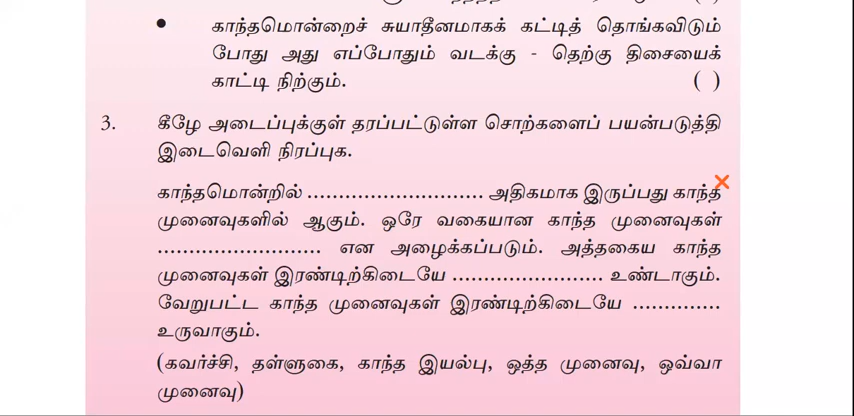 • காந்தமொன்றைச் சுயாதீனமாகக் கட்டித் தொங்கவிடும்
போது அது எப்போதும் வடக்கு - தெற்கு திசையைக்
காட்டி நிற்கும். ( )
3. கீழே அடைப்புக்குள் தரப்பட்டுள்ள சொற்களைப் பயன்படுத்தி
இடைவெளி நிரப்புக.
காந்தமொன்றில் ................................ அதிகமாக இருப்பது காந்த
முனைவுகளில் ஆகும். ஒரே வகையான காந்த முனைவுகள்
............................. என அழைக்கப்படும். அத்தகைய காந்த
முனைவுகள் இரண்டிற்கிடையே ........................... உண்டாகும்.
வேறுபட்ட காந்த முனைவுகள் இரண்டிற்கிடையே ................
உருவாகும்.
(கவர்ச்சி, தள்ளுகை, காந்த இயல்பு, ஒத்த முனைவு, ஒவ்வா
முனைவு)